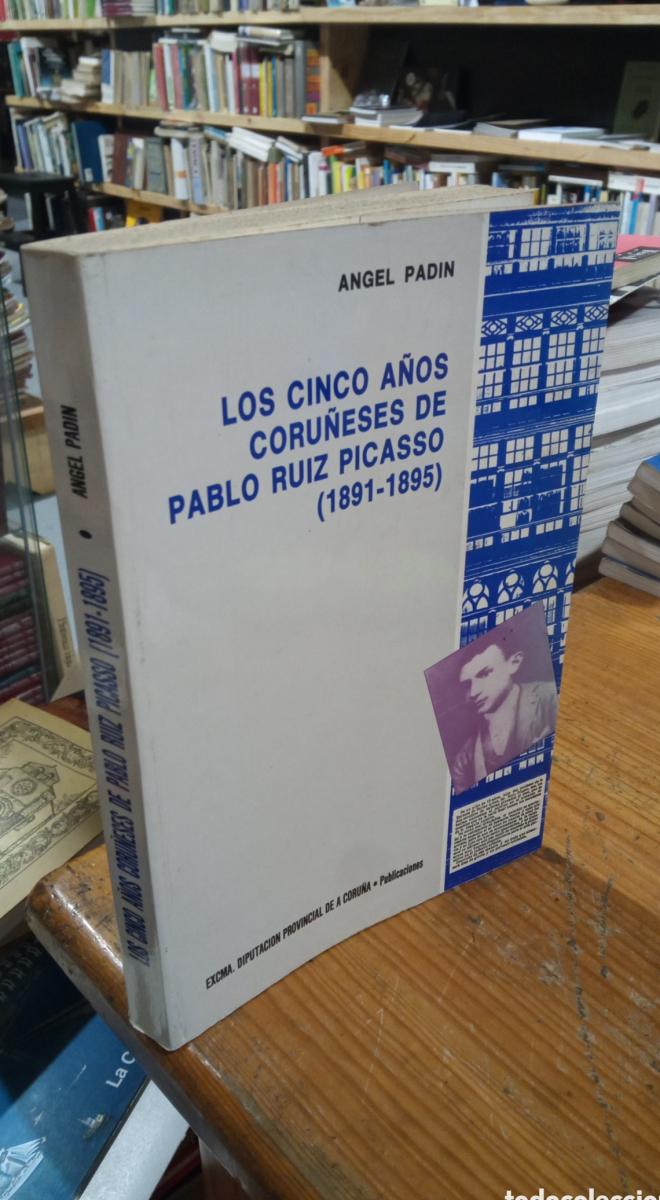 ANGEL PADIN
LOS CINCO AÑOS
CORUÑESES DE
PABLO RUIZ PICASSO
(1891-1895)
EXCMA. DIPUTACION PROVINCIAL DE A CORUÑA • Publicaciones
LOS CINCO AÑOS CORUÑESES DE PABLO RUIZ PICASSO (1891-1895) • ANGEL PADIN
La C